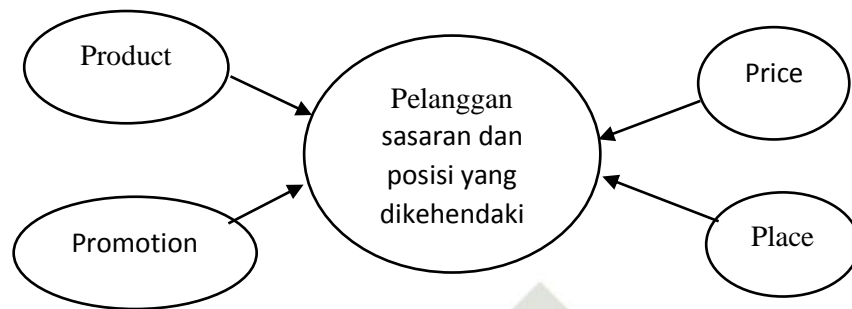 Product
Price
Pelanggan
sasaran dan
posisi yang
dikehendaki
Promotion
Place